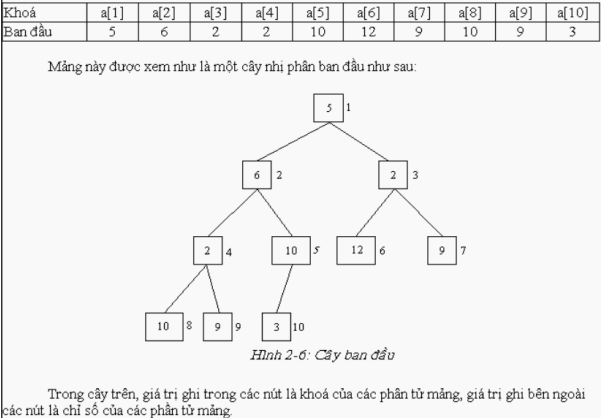 Khoá a[1] a[2] a[3] a[4] a[5] a[6] a[7] a[8] a[9] a[10]
Ban đầu 5 6 2 2 10 12 9 10 9 3
Mảng này được xem như là một cây nhị phân ban đầu như sau:
5 1
6 2 2 3
2 4 10 5 12 6 9 7
10 8 9 9 3 10
Hình 2-6: Cây ban đầu
Trong cây trên, giá trị ghi trong các nút là khoá của các phần tử mảng, giá trị ghi bên ngoài
các nút là chỉ số của các phần tử mảng.